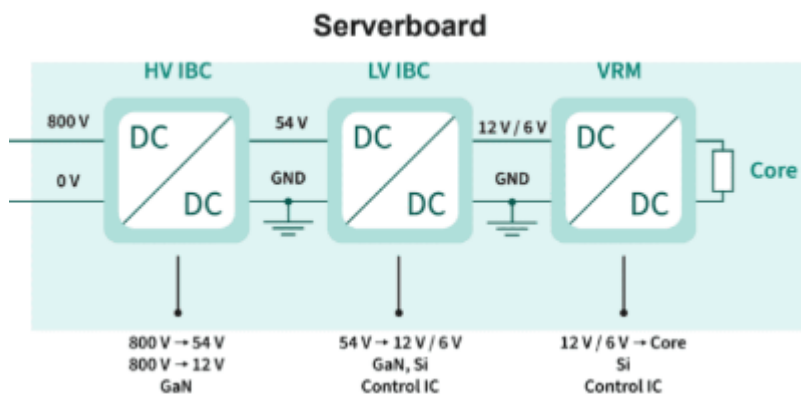 Serverboard
HV IBC
LV IBC
VRM
800 V
54 V
12 V / 6 V
DC
DC
DC
0 V
GND
GND
Core
DC
DC
DC
800 V → 54 V
800 V → 12 V
GaN
54 V → 12 V / 6 V
GaN, Si
Control IC
12 V / 6 V → Core
Si
Control IC